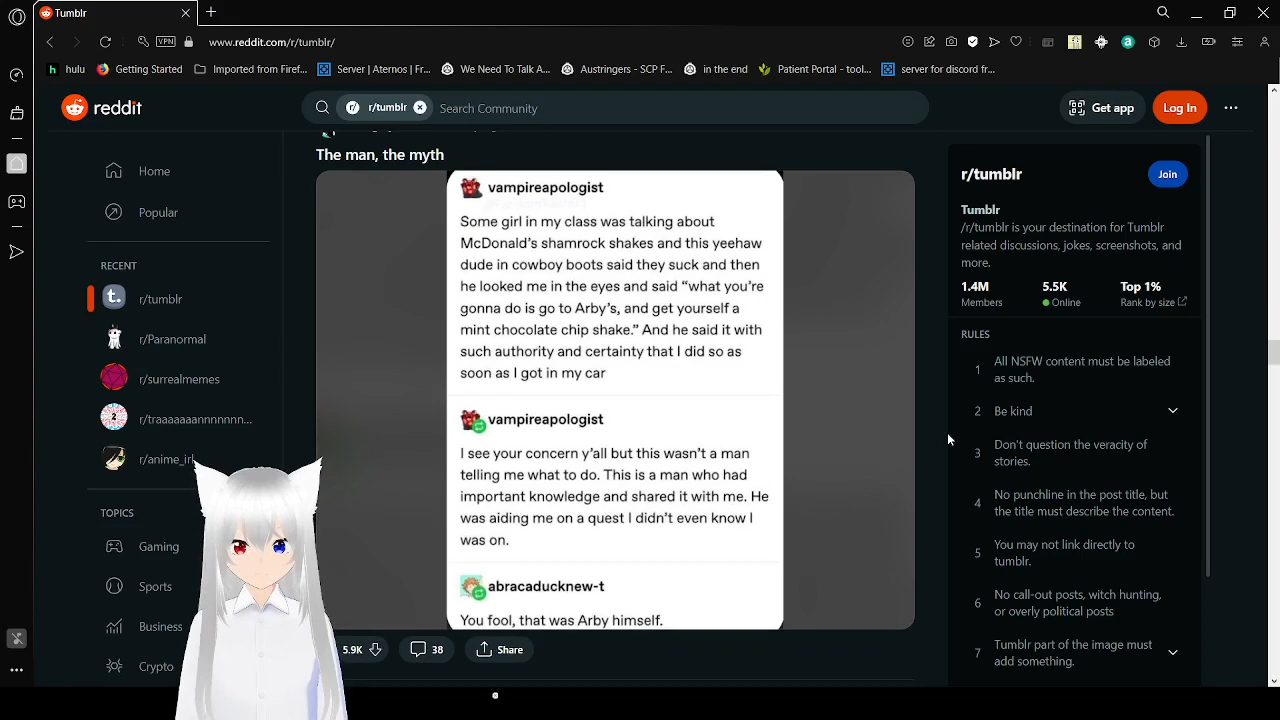 Tumblr
VPN
www.reddit.com/r/tumblr/
h hulu
Getting Started
Imported from Firef...
Server | Aternos | Fr...
We Need To Talk A...
Austringers - SCP F...
in the end
Patient Portal - tool...
server for discord fr...
reddit
r/ r/tumblr
Search Community
Get app
Log In
Home
Popular
RECENT
r/tumblr
r/Paranormal
r/surrealmemes
r/traaaaaaannnnnnn...
r/anime_irl
TOPICS
Gaming
Sports
Business
Crypto
The man, the myth
vampireapologist
Some girl in my class was talking about
McDonald's shamrock shakes and this yeehaw
dude in cowboy boots said they suck and then
he looked me in the eyes and said “what you're
gonna do is go to Arby's, and get yourself a
mint chocolate chip shake.” And he said it with
such authority and certainty that I did so as
soon as I got in my car
vampireapologist
I see your concern y'all but this wasn't a man
telling me what to do. This is a man who had
important knowledge and shared it with me. He
was aiding me on a quest I didn't even know I
was on.
abracaducknew-t
You fool, that was Arby himself.
5.9K
38
Share
r/tumblr
Join
Tumblr
/r/tumblr is your destination for Tumblr
related discussions, jokes, screenshots, and
more.
1.4M
Members
5.5K
Online
Top 1%
Rank by size
RULES
1 All NSFW content must be labeled
as such.
2 Be kind
3 Don't question the veracity of
stories.
4 No punchline in the post title, but
the title must describe the content.
5 You may not link directly to
tumblr.
6 No call-out posts, witch hunting,
or overly political posts
7 Tumblr part of the image must
add something.